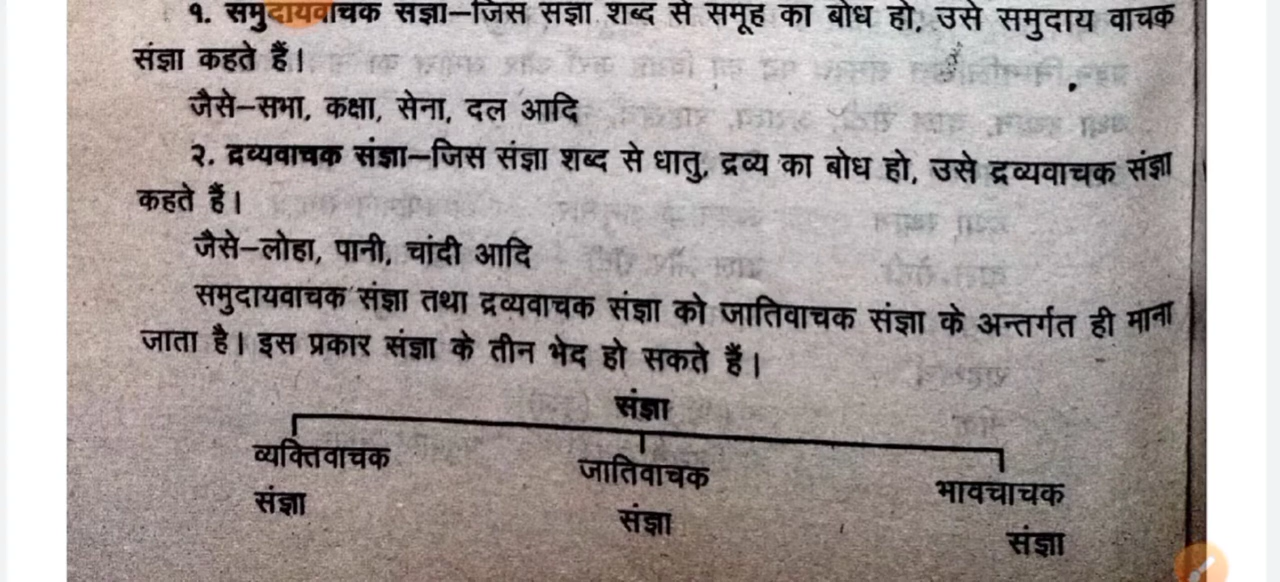 १. समुदायवाचक संज्ञा–जिस संज्ञा शब्द से समूह का बोध हो, उसे समुदाय वाचक
संज्ञा कहते हैं।
जैसे–सभा, कक्षा, सेना, दल आदि
२. द्रव्यवाचक संज्ञा–जिस संज्ञा शब्द से धातु, द्रव्य का बोध हो, उसे द्रव्यवाचक संज्ञा
कहते हैं।
जैसे–लोहा, पानी, चांदी आदि
समुदायवाचक संज्ञा तथा द्रव्यवाचक संज्ञा को जातिवाचक संज्ञा के अन्तर्गत ही माना
जाता है। इस प्रकार संज्ञा के तीन भेद हो सकते हैं।
संज्ञा
व्यक्तिवाचक जातिवाचक भावचाचक
संज्ञा संज्ञा संज्ञा